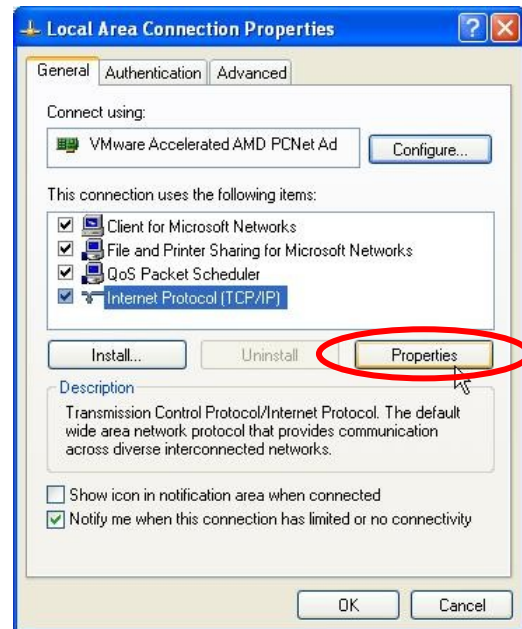 Local Area Connection Properties
General Authentication Advanced
Connect using:
VMware Accelerated AMD PCNet Ad
Configure...
This connection uses the following items:
Client for Microsoft Networks
File and Printer Sharing for Microsoft Networks
QoS Packet Scheduler
Internet Protocol (TCP/IP)
Install... Uninstall Properties
Description
Transmission Control Protocol/Internet Protocol. The default
wide area network protocol that provides communication
across diverse interconnected networks.
Show icon in notification area when connected
Notify me when this connection has limited or no connectivity
OK Cancel